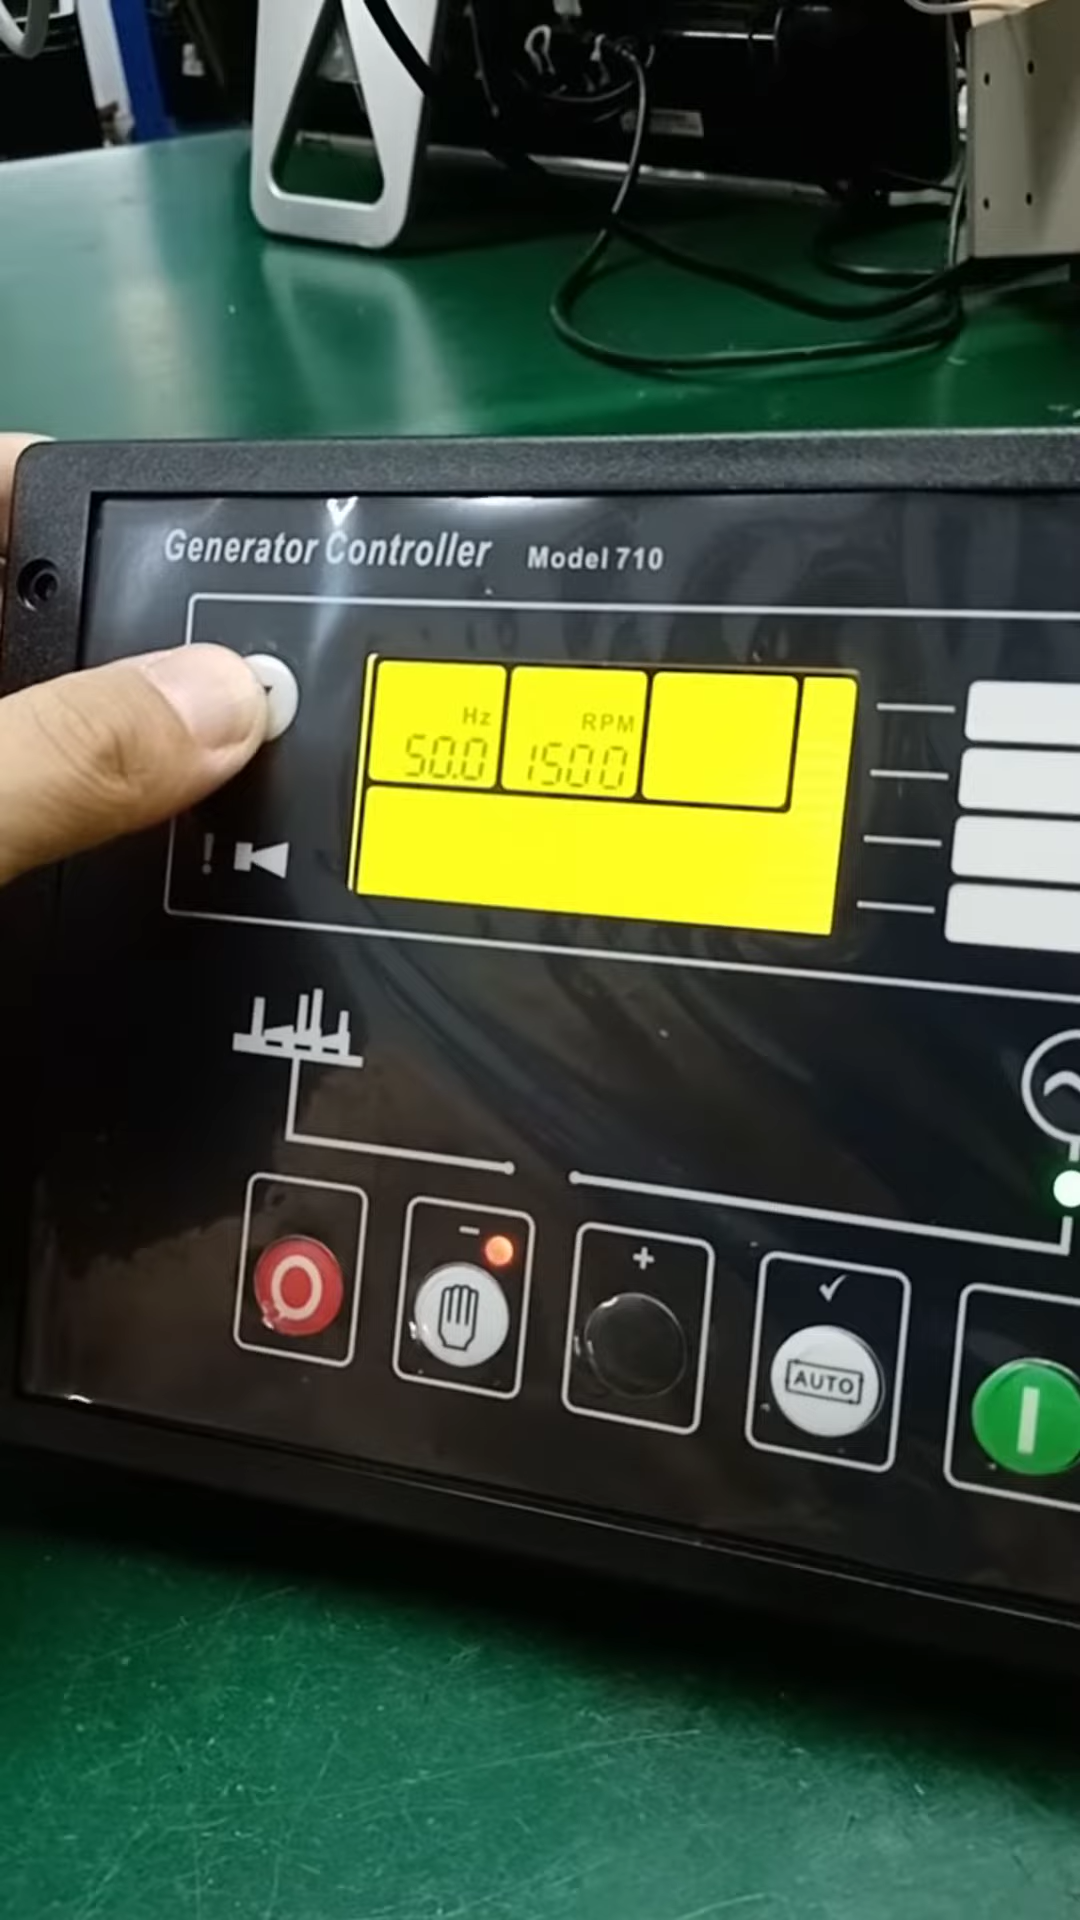 Generator Controller Model 710
Hz RPM
50.0 1500
!
- +
AUTO